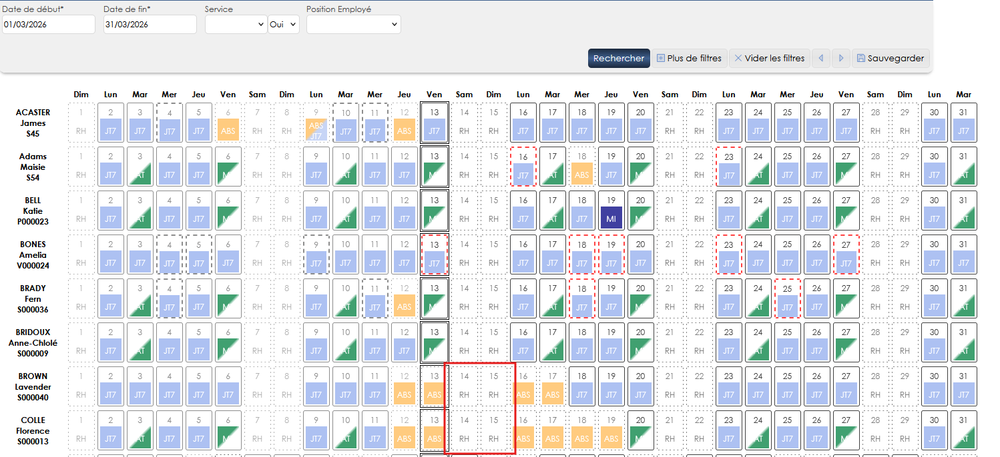 Date de début* Date de fin* Service Position Employé
01/03/2026 31/03/2026 Oui
Rechercher Plus de filtres Vider les filtres Sauvegarder
Dim Lun Mar Mer Jeu Ven Sam Dim Lun Mar Mer Jeu Ven Sam Dim Lun Mar Mer Jeu Ven Sam Dim Lun Mar Mer Jeu Ven Sam Dim Lun Mar
ACASTER 1 2 3 4 5 6 7 8 9 10 11 12 13 14 15 16 17 18 19 20 21 22 23 24 25 26 27 28 29 30 31
James ABS
S45 RH JT7 JT7 JT7 JT7 ABS RH RH JT7 JT7 JT7 ABS JT7 RH RH JT7 JT7 JT7 JT7 JT7 RH RH JT7 JT7 JT7 JT7 JT7 RH RH JT7 JT7
Adams 1 2 3 4 5 6 7 8 9 10 11 12 13 14 15 16 17 18 19 20 21 22 23 24 25 26 27 28 29 30 31
Maisie
S54 RH JT7 AT JT7 JT7 M RH RH JT7 AT JT7 JT7 M RH RH JT7 AT ABS JT7 M RH RH JT7 AT JT7 JT7 M RH RH JT7 AT
BELL 1 2 3 4 5 6 7 8 9 10 11 12 13 14 15 16 17 18 19 20 21 22 23 24 25 26 27 28 29 30 31
Katie
P000023 RH JT7 AT JT7 JT7 M RH RH JT7 AT JT7 JT7 M RH RH JT7 AT JT7 MI M RH RH JT7 AT JT7 JT7 M RH RH JT7 AT
BONES 1 2 3 4 5 6 7 8 9 10 11 12 13 14 15 16 17 18 19 20 21 22 23 24 25 26 27 28 29 30 31
Amelia
V000024 RH JT7 JT7 JT7 JT7 JT7 RH RH JT7 JT7 JT7 JT7 JT7 RH RH JT7 JT7 JT7 JT7 JT7 RH RH JT7 JT7 JT7 JT7 JT7 RH RH JT7 JT7
BRADY 1 2 3 4 5 6 7 8 9 10 11 12 13 14 15 16 17 18 19 20 21 22 23 24 25 26 27 28 29 30 31
Fern
S000036 RH JT7 AT JT7 JT7 M RH RH JT7 AT JT7 ABS M RH RH JT7 AT JT7 JT7 M RH RH JT7 AT JT7 JT7 M RH RH JT7 AT
BRIDOUX 1 2 3 4 5 6 7 8 9 10 11 12 13 14 15 16 17 18 19 20 21 22 23 24 25 26 27 28 29 30 31
Anne-Chlolé
S000009 RH JT7 AT JT7 JT7 M RH RH JT7 AT JT7 JT7 M RH RH JT7 AT JT7 JT7 M RH RH JT7 AT JT7 JT7 M RH RH JT7 AT
BROWN 1 2 3 4 5 6 7 8 9 10 11 12 13 14 15 16 17 18 19 20 21 22 23 24 25 26 27 28 29 30 31
Lavender
S000040 RH JT7 JT7 JT7 JT7 JT7 RH RH JT7 JT7 JT7 ABS ABS RH RH ABS ABS JT7 JT7 JT7 RH RH JT7 JT7 JT7 JT7 JT7 RH RH JT7 JT7
COLLE 1 2 3 4 5 6 7 8 9 10 11 12 13 14 15 16 17 18 19 20 21 22 23 24 25 26 27 28 29 30 31
Florence
S000013 RH JT7 AT JT7 JT7 M RH RH JT7 AT JT7 ABS ABS RH RH ABS ABS ABS ABS M RH RH JT7 AT JT7 JT7 M RH RH JT7 AT